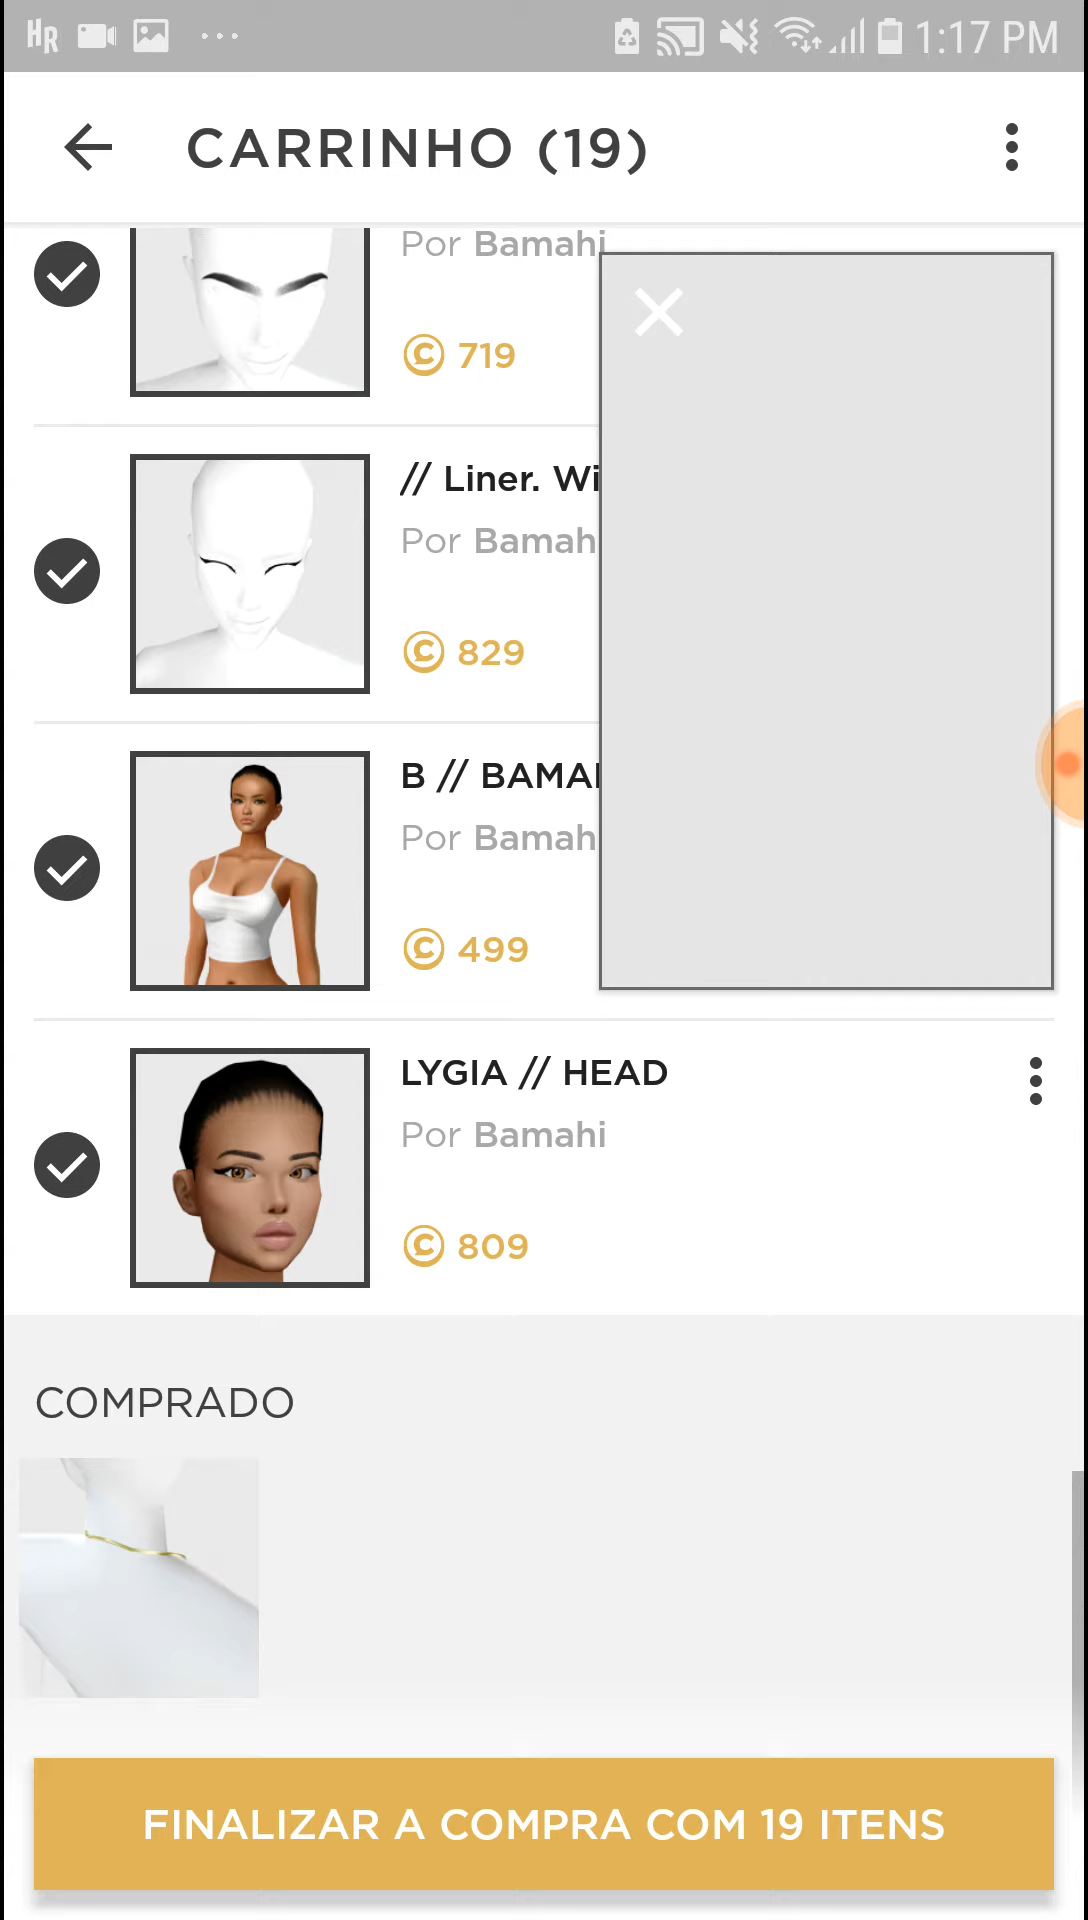 HR 1:17 PM
CARRINHO (19)
Por Bamahi
719
// Liner. Wi
Por Bamah
829
B // BAMA
Por Bamah
499
LYGIA // HEAD
Por Bamahi
809
COMPRADO
FINALIZAR A COMPRA COM 19 ITENS